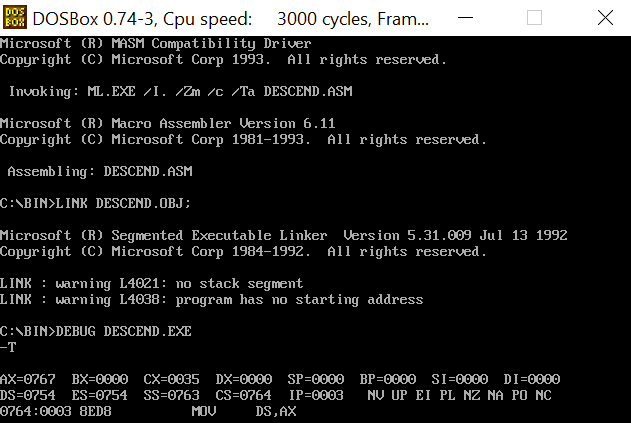 DOS BOX DOSBox 0.74-3, Cpu speed: 3000 cycles, Fram...
Microsoft (R) MASM Compatibility Driver
Copyright (C) Microsoft Corp 1993. All rights reserved.
Invoking: ML.EXE /I. /Zm /c /Ta DESCEND.ASM
Microsoft (R) Macro Assembler Version 6.11
Copyright (C) Microsoft Corp 1981-1993. All rights reserved.
Assembling: DESCEND.ASM
C:\BIN>LINK DESCEND.OBJ;
Microsoft (R) Segmented Executable Linker Version 5.31.009 Jul 13 1992
Copyright (C) Microsoft Corp 1984-1992. All rights reserved.
LINK : warning L4021: no stack segment
LINK : warning L4038: program has no starting address
C:\BIN>DEBUG DESCEND.EXE
-T
AX=0767 BX=0000 CX=0035 DX=0000 SP=0000 BP=0000 SI=0000 DI=0000
DS=0754 ES=0754 SS=0763 CS=0764 IP=0003 NV UP EI PL NZ NA PO NC
0764:0003 8ED8 MOV DS,AX